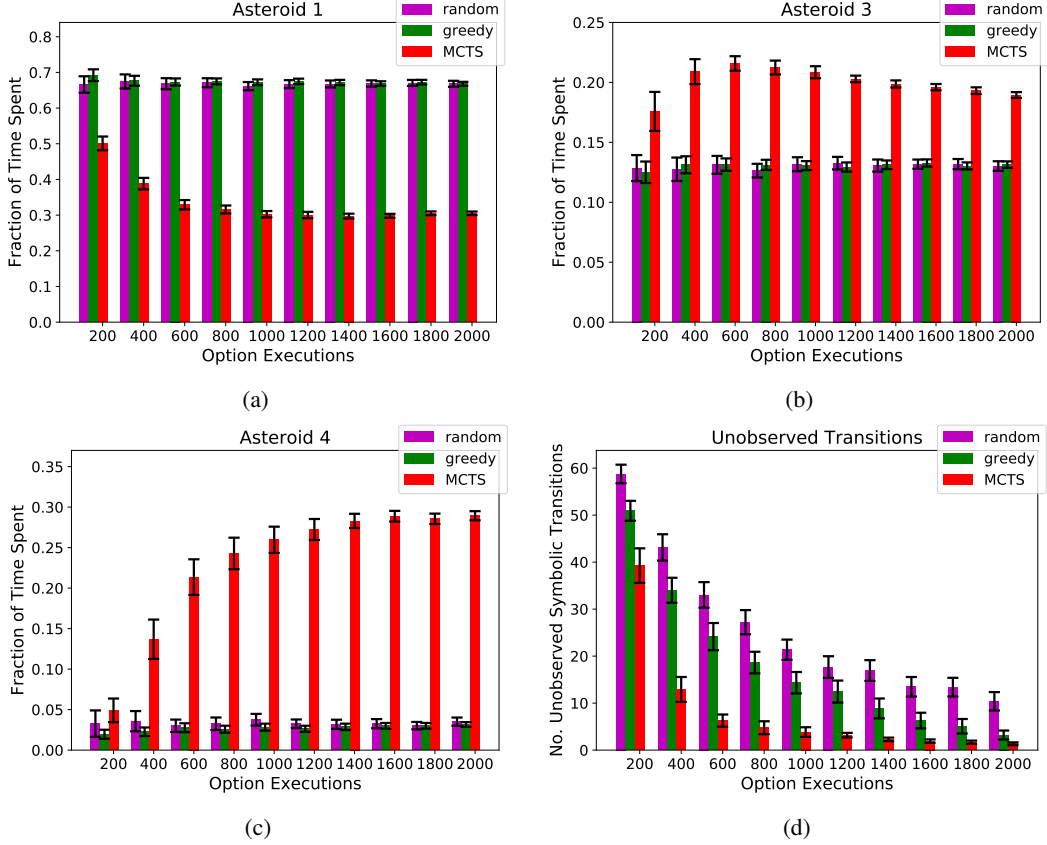 Asteroid 1
random
greedy
MCTS
0.8
0.7
0.6
0.5
0.4
0.3
0.2
0.1
0.0
Fraction of Time Spent
200 400 600 800 1000 1200 1400 1600 1800 2000
Option Executions
(a)
Asteroid 3
random
greedy
MCTS
0.25
0.20
0.15
0.10
0.05
0.00
Fraction of Time Spent
200 400 600 800 1000 1200 1400 1600 1800 2000
Option Executions
(b)
Asteroid 4
random
greedy
MCTS
0.35
0.30
0.25
0.20
0.15
0.10
0.05
0.00
Fraction of Time Spent
200 400 600 800 1000 1200 1400 1600 1800 2000
Option Executions
(c)
Unobserved Transitions
random
greedy
MCTS
60
50
40
30
20
10
0
No. Unobserved Symbolic Transitions
200 400 600 800 1000 1200 1400 1600 1800 2000
Option Executions
(d)